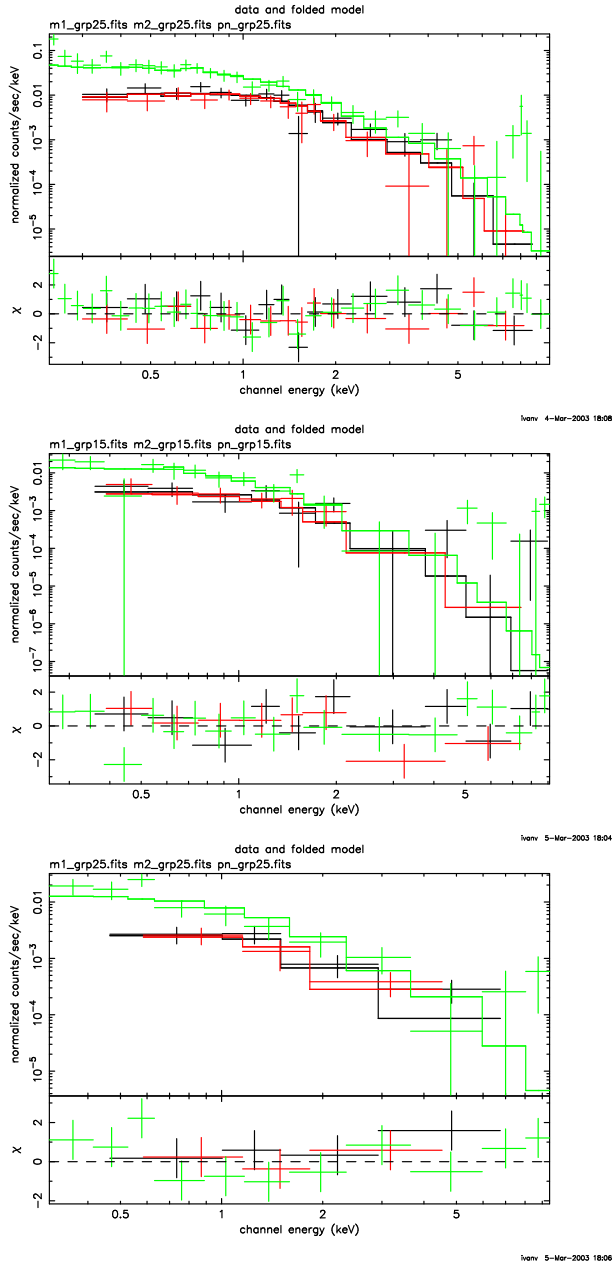 data and folded model
m1_grp25.fits m2_grp25.fits pn_grp25.fits
normalized counts/sec/keV
0.1
0.01
10⁻³
10⁻⁴
10⁻⁵
χ
2
0
−2
0.5 1 2 5
channel energy (keV)
ivanv 4-Mar-2003 18:08
data and folded model
m1_grp15.fits m2_grp15.fits pn_grp15.fits
normalized counts/sec/keV
0.01
10⁻³
10⁻⁴
10⁻⁵
10⁻⁶
10⁻⁷
χ
2
0
−2
0.5 1 2 5
channel energy (keV)
ivanv 5-Mar-2003 18:04
data and folded model
m1_grp25.fits m2_grp25.fits pn_grp25.fits
normalized counts/sec/keV
0.01
10⁻³
10⁻⁴
10⁻⁵
χ
2
0
−2
0.5 1 2 5
channel energy (keV)
ivanv 5-Mar-2003 18:06